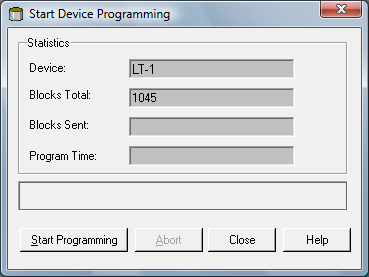 Start Device Programming
Statistics
Device: LT-1
Blocks Total: 1045
Blocks Sent:
Program Time:
Start Programming Abort Close Help